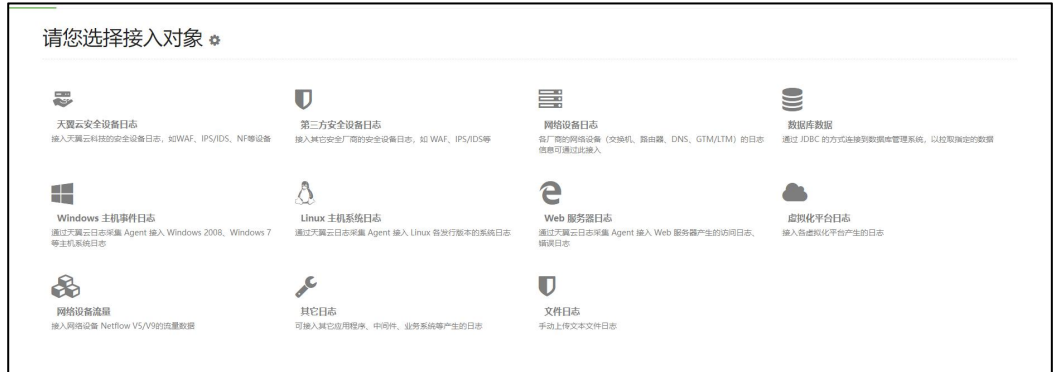 请您选择接入对象
天翼云安全设备日志
接入天翼云科技的安全设备日志，如WAF、IPS/IDS、NF等设备
第三方安全设备日志
接入其它安全厂商的安全设备日志，如 WAF、IPS/IDS等
网络设备日志
各厂商的网络设备（交换机、路由器、DNS、GTM/LTM）的日志
信息可通过此接入
数据库数据
通过 JDBC 的方式连接到数据库管理系统，以拉取指定的数据
Windows 主机事件日志
通过天翼云日志采集 Agent 接入 Windows 2008、Windows 7
等主机系统日志
Linux 主机系统日志
通过天翼云日志采集 Agent 接入 Linux 各发行版本的系统日志
Web 服务器日志
通过天翼云日志采集 Agent 接入 Web 服务器产生的访问日志、
错误日志
虚拟化平台日志
接入各虚拟化平台产生的日志
网络设备流量
接入网络设备 Netflow V5/V9的流量数据
其它日志
可接入其它应用程序、中间件、业务系统等产生的日志
文件日志
手动上传文本文件日志